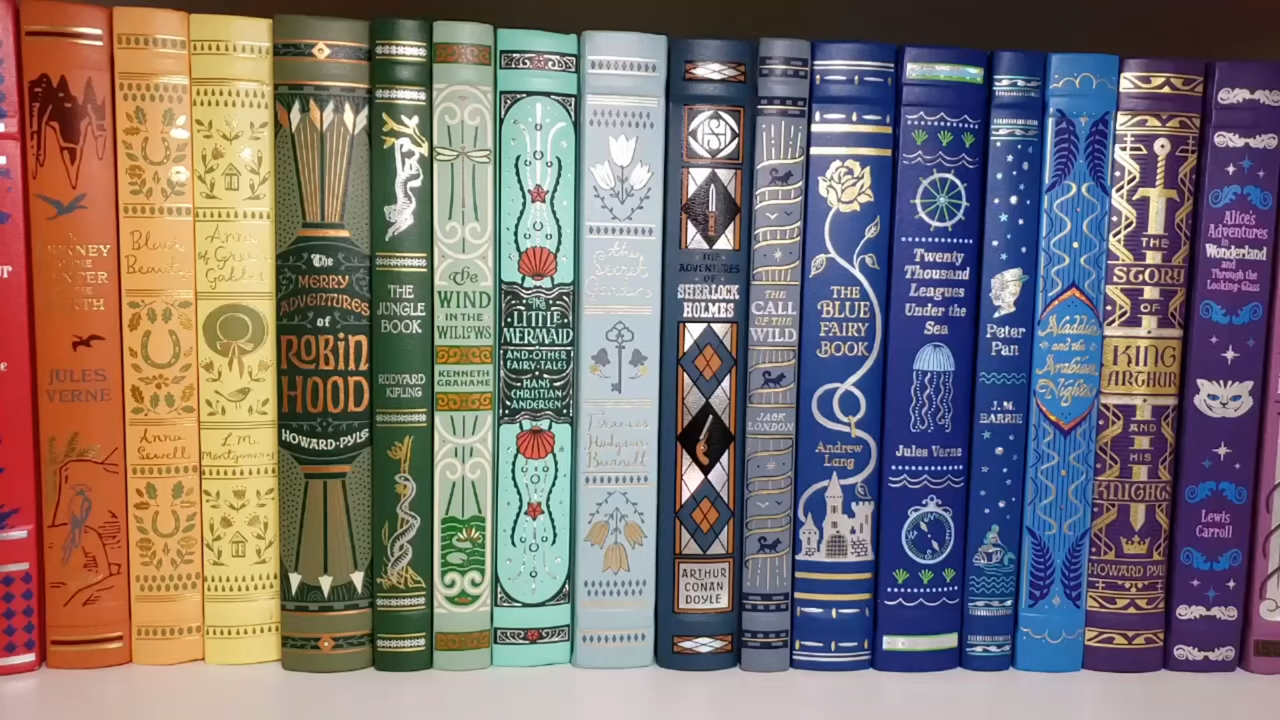 JOURNEY
CENTER
THE
EARTH
JULES
VERNE
Black
Beauty
Anna
Sewell
Anne
of Green
Gables
L.M.
Montgomery
The
MERRY
ADVENTURES
of
ROBIN
HOOD
HOWARD PYLE
THE
JUNGLE
BOOK
RUDYARD
KIPLING
The
WIND
IN THE
WILLOWS
KENNETH
GRAHAME
The
LITTLE
MERMAID
AND OTHER
FAIRY TALES
HANS
CHRISTIAN
ANDERSEN
the
Secret
Garden
Frances
Hodgson
Burnett
SH
THE
ADVENTURES
OF
SHERLOCK
HOLMES
ARTHUR
CONAN
DOYLE
THE
CALL
OF THE
WILD
JACK
LONDON
THE
BLUE
FAIRY
BOOK
Andrew
Lang
Twenty
Thousand
Leagues
Under the
Sea
Jules Verne
Peter
Pan
J.M.
BARRIE
Aladdin
and the
Arabian
Nights
THE
STORY
OF
KING
ARTHUR
AND
HIS
KNIGHTS
HOWARD PYLE
Alice's
Adventures
in
Wonderland
and
Through the
Looking-Glass
Lewis
Carroll